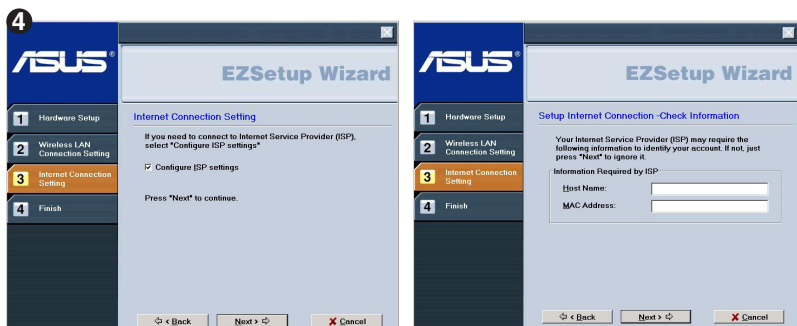 4
ASUS®
EZSetup Wizard
1 Hardware Setup
2 Wireless LAN
Connection Setting
3 Internet Connection
Setting
4 Finish
Internet Connection Setting
If you need to connect to Internet Service Provider (ISP),
select "Configure ISP settings"
Configure ISP settings
Press "Next" to continue.
< Back
Next >
Cancel
ASUS®
EZSetup Wizard
1 Hardware Setup
2 Wireless LAN
Connection Setting
3 Internet Connection
Setting
4 Finish
Setup Internet Connection -Check Information
Your Internet Service Provider (ISP) may require the
following information to identify your account. If not, just
press "Next" to ignore it.
Information Required by ISP
Host Name:
MAC Address:
< Back
Next >
Cancel